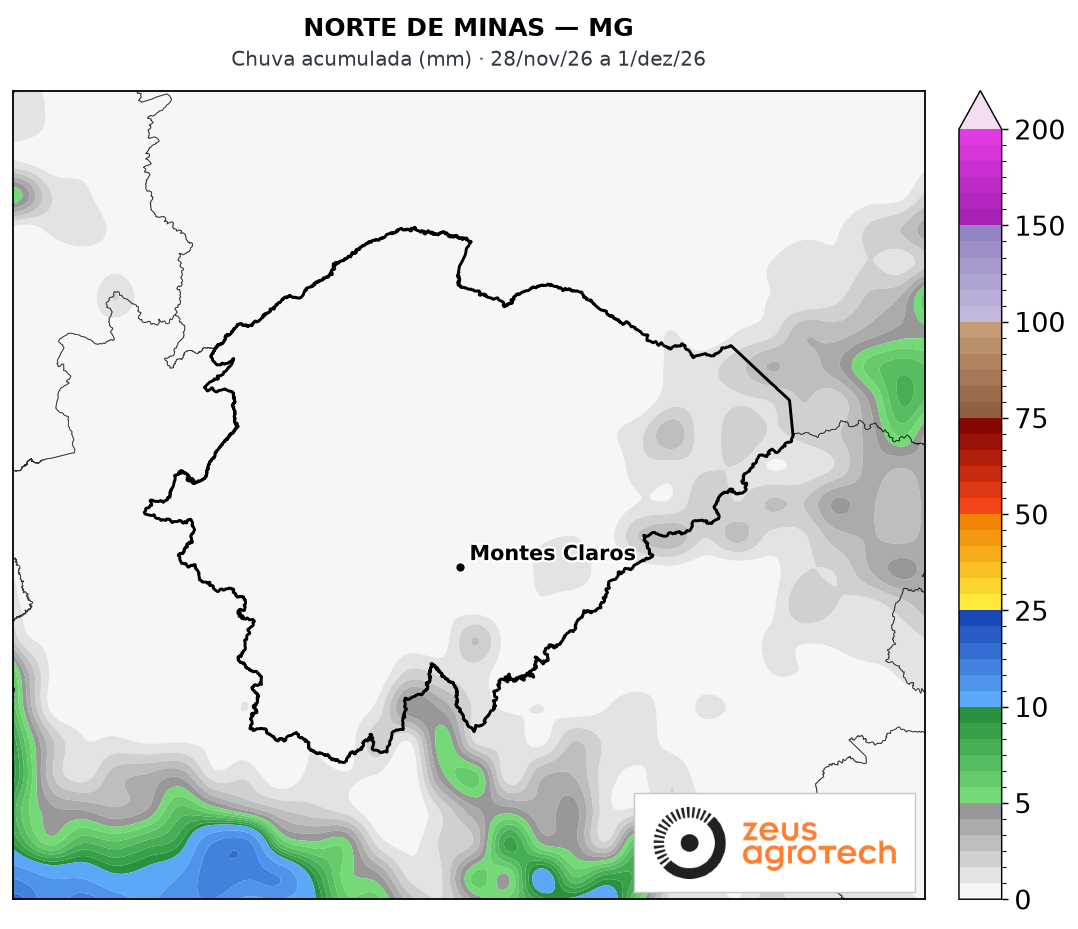 NORTE DE MINAS — MG
Chuva acumulada (mm) · 28/nov/26 a 1/dez/26
200
150
100
75
50
25
10
5
0
Montes Claros
zeus
agrotech